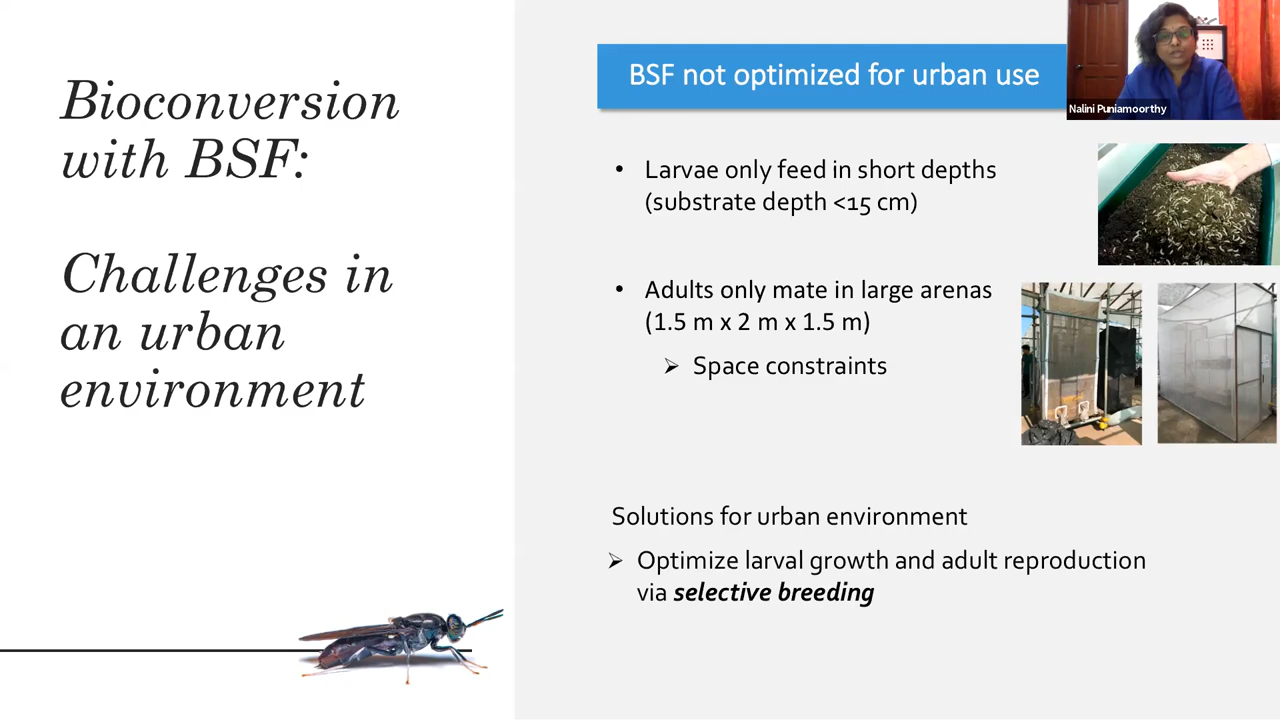 Bioconversion
with BSF:
Challenges in
an urban
environment
BSF not optimized for urban use
Nalini Puniamoorthy
• Larvae only feed in short depths
(substrate depth <15 cm)
• Adults only mate in large arenas
(1.5 m x 2 m x 1.5 m)
➢ Space constraints
Solutions for urban environment
➢ Optimize larval growth and adult reproduction
via selective breeding